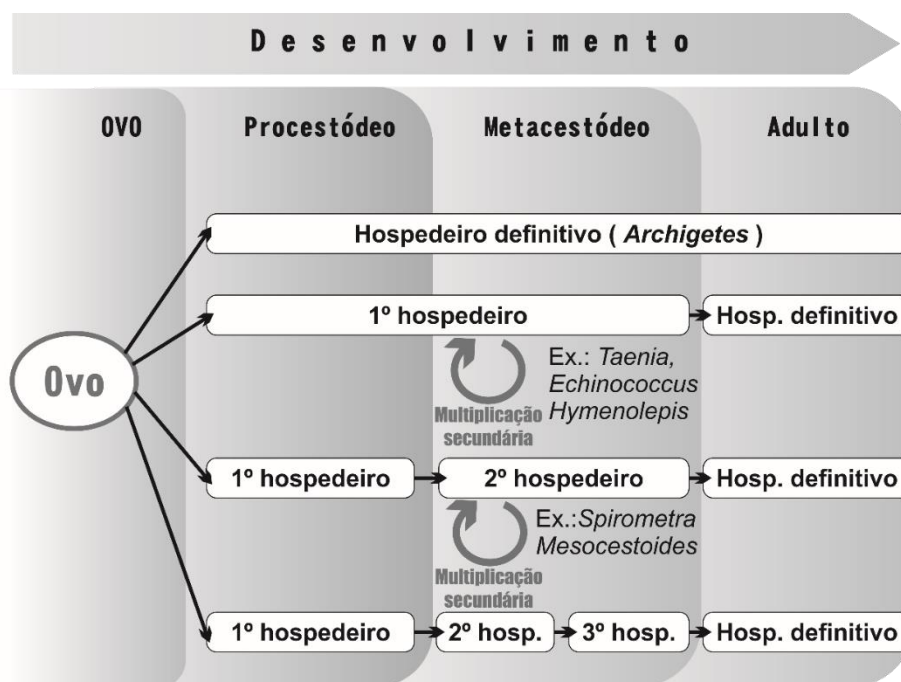 Desenvolvimento
OVO Procestódeo Metacestódeo Adulto
Hospedeiro definitivo ( Archigetes )
1º hospedeiro Hosp. definitivo
Ovo
Multiplicação
secundária
Ex.: Taenia,
Echinococcus
Hymenolepis
1º hospedeiro 2º hospedeiro Hosp. definitivo
Multiplicação
secundária
Ex.:Spirometra
Mesocestoides
1º hospedeiro 2º hosp. 3º hosp. Hosp. definitivo